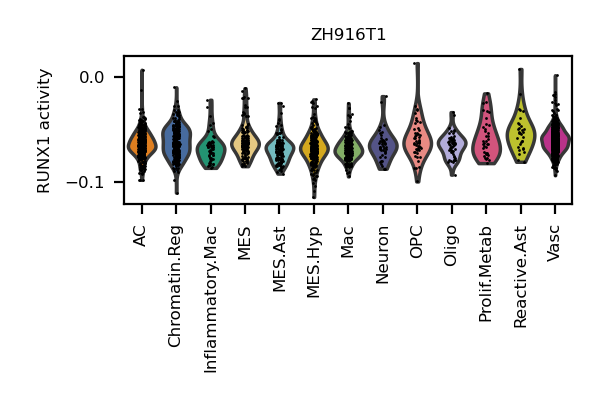 ZH916T1
RUNX1 activity
0.0
−0.1
AC
Chromatin.Reg
Inflammatory.Mac
MES
MES.Ast
MES.Hyp
Mac
Neuron
OPC
Oligo
Prolif.Metab
Reactive.Ast
Vasc